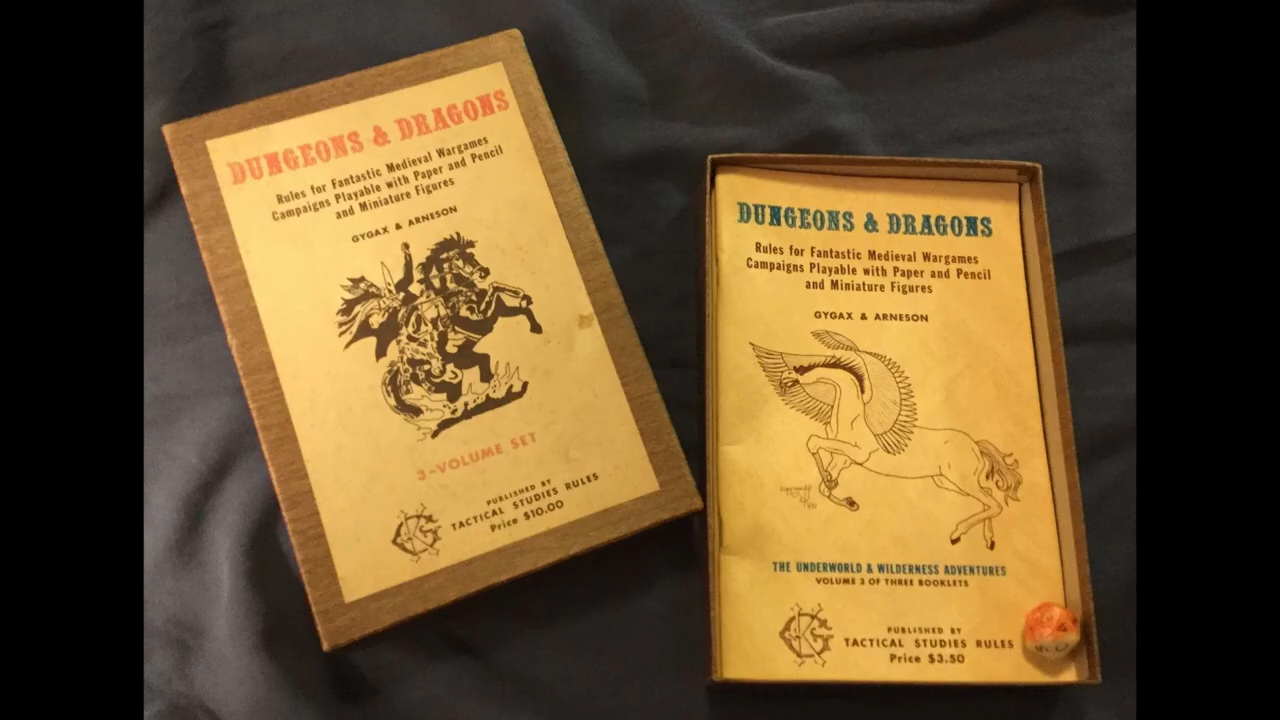 DUNGEONS & DRAGONS
Rules for Fantastic Medieval Wargames
Campaigns Playable with Paper and Pencil
and Miniature Figures
GYGAX & ARNESON
3-VOLUME SET
PUBLISHED BY
TACTICAL STUDIES RULES
Price $10.00
DUNGEONS & DRAGONS
Rules for Fantastic Medieval Wargames
Campaigns Playable with Paper and Pencil
and Miniature Figures
GYGAX & ARNESON
THE UNDERWORLD & WILDERNESS ADVENTURES
VOLUME 3 OF THREE BOOKLETS
PUBLISHED BY
TACTICAL STUDIES RULES
Price $3.50